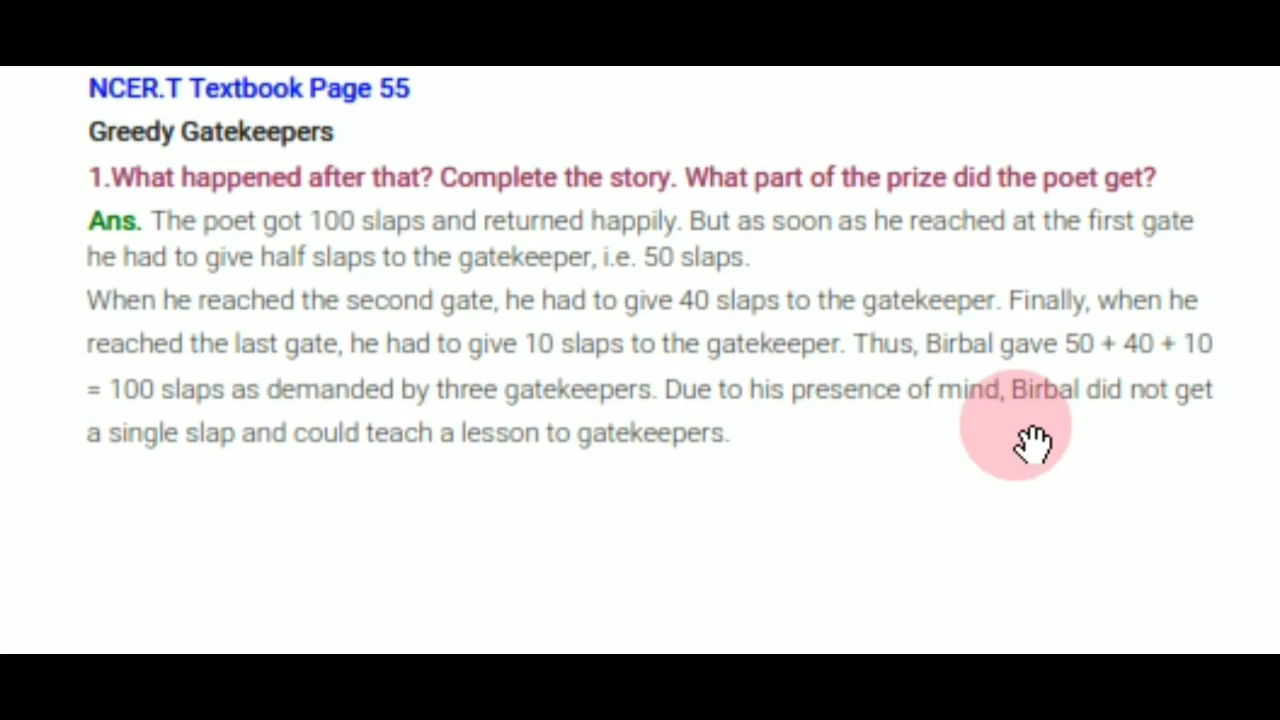 NCER.T Textbook Page 55
Greedy Gatekeepers
1.What happened after that? Complete the story. What part of the prize did the poet get?
Ans. The poet got 100 slaps and returned happily. But as soon as he reached at the first gate
he had to give half slaps to the gatekeeper, i.e. 50 slaps.
When he reached the second gate, he had to give 40 slaps to the gatekeeper. Finally, when he
reached the last gate, he had to give 10 slaps to the gatekeeper. Thus, Birbal gave 50 + 40 + 10
= 100 slaps as demanded by three gatekeepers. Due to his presence of mind, Birbal did not get
a single slap and could teach a lesson to gatekeepers.